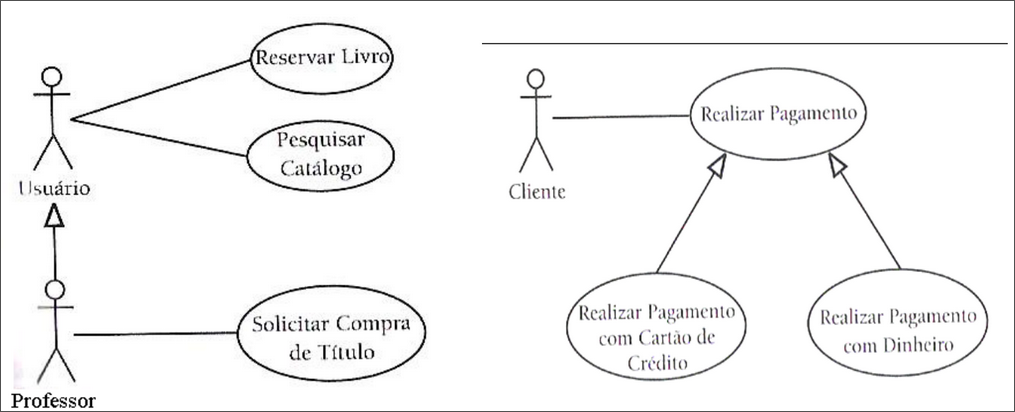 Reservar Livro
Pesquisar
Catálogo
Usuário
Solicitar Compra
de Título
Professor
Realizar Pagamento
Cliente
Realizar Pagamento
com Cartão de
Crédito
Realizar Pagamento
com Dinheiro